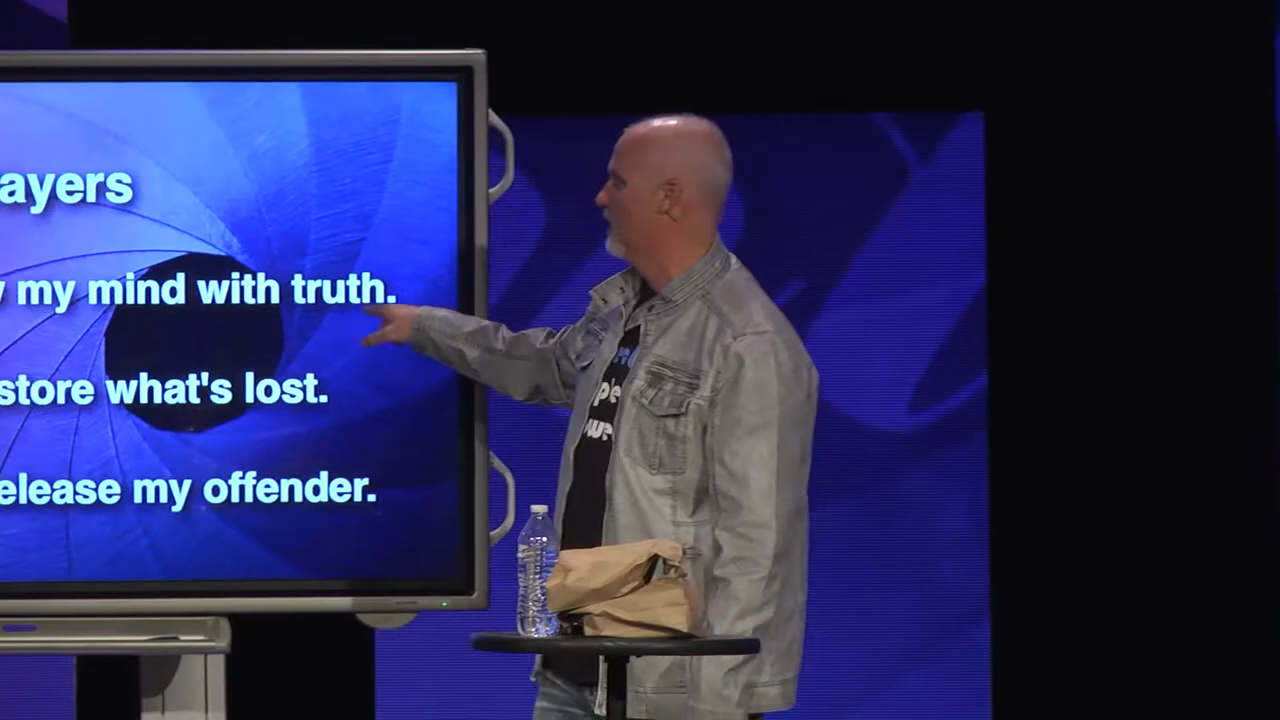 ayers
my mind with truth.
store what's lost.
elease my offender.